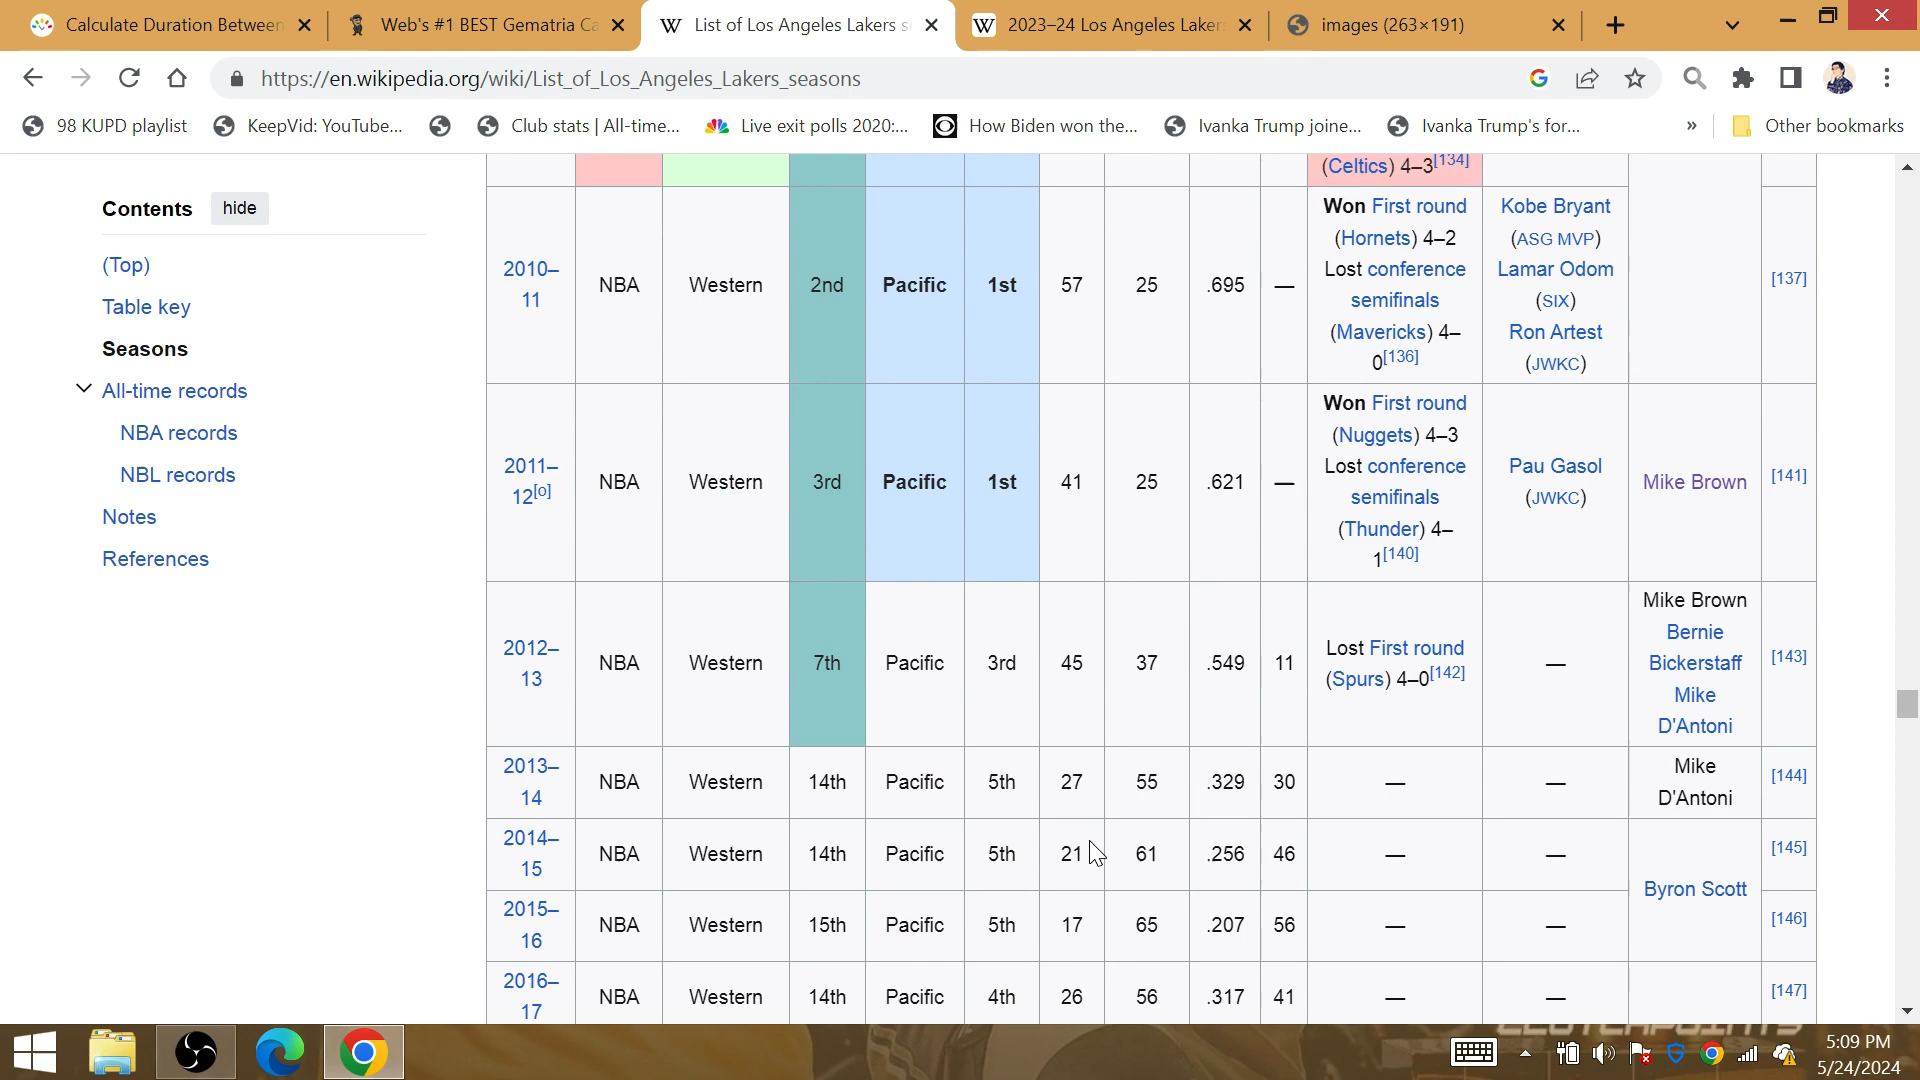 Calculate Duration Between
Web's #1 BEST Gematria Ca
List of Los Angeles Lakers s
2023–24 Los Angeles Laker
images (263×191)
https://en.wikipedia.org/wiki/List_of_Los_Angeles_Lakers_seasons
98 KUPD playlist
KeepVid: YouTube...
Club stats | All-time...
Live exit polls 2020:...
How Biden won the...
Ivanka Trump joine...
Ivanka Trump's for...
»
Other bookmarks
Contents hide
(Top)
Table key
Seasons
All-time records
NBA records
NBL records
Notes
References
(Celtics) 4–3[134]
2010–
11
NBA Western 2nd Pacific 1st 57 25 .695 —
Won First round
(Hornets) 4–2
Lost conference
semifinals
(Mavericks) 4–
0[136]
Kobe Bryant
(ASG MVP)
Lamar Odom
(SIX)
Ron Artest
(JWKC)
[137]
2011–
12[o]
NBA Western 3rd Pacific 1st 41 25 .621 —
Won First round
(Nuggets) 4–3
Lost conference
semifinals
(Thunder) 4–
1[140]
Pau Gasol
(JWKC)
Mike Brown
[141]
2012–
13
NBA Western 7th Pacific 3rd 45 37 .549 11
Lost First round
(Spurs) 4–0[142]
—
Mike Brown
Bernie
Bickerstaff
Mike
D'Antoni
[143]
2013–
14
NBA Western 14th Pacific 5th 27 55 .329 30 — —
Mike
D'Antoni
[144]
2014–
15
NBA Western 14th Pacific 5th 21 61 .256 46 — —
[145]
Byron Scott
2015–
16
NBA Western 15th Pacific 5th 17 65 .207 56 — —
[146]
2016–
17
NBA Western 14th Pacific 4th 26 56 .317 41 — —
[147]
CLUTCHPOINTS
5:09 PM
5/24/2024